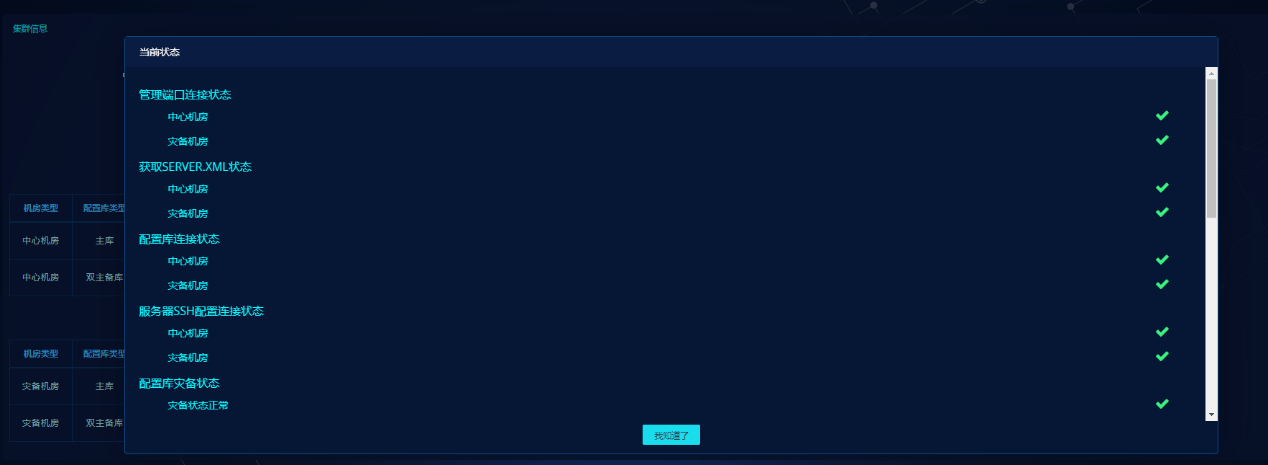 集群信息
当前状态
管理端口连接状态
中心机房
灾备机房
获取SERVER.XML状态
中心机房
灾备机房
配置库连接状态
中心机房
灾备机房
服务器SSH配置连接状态
中心机房
灾备机房
配置库灾备状态
灾备状态正常
我知道了
机房类型 配置库类型
中心机房 主库
中心机房 双主备库
机房类型 配置库类型
灾备机房 主库
灾备机房 双主备库